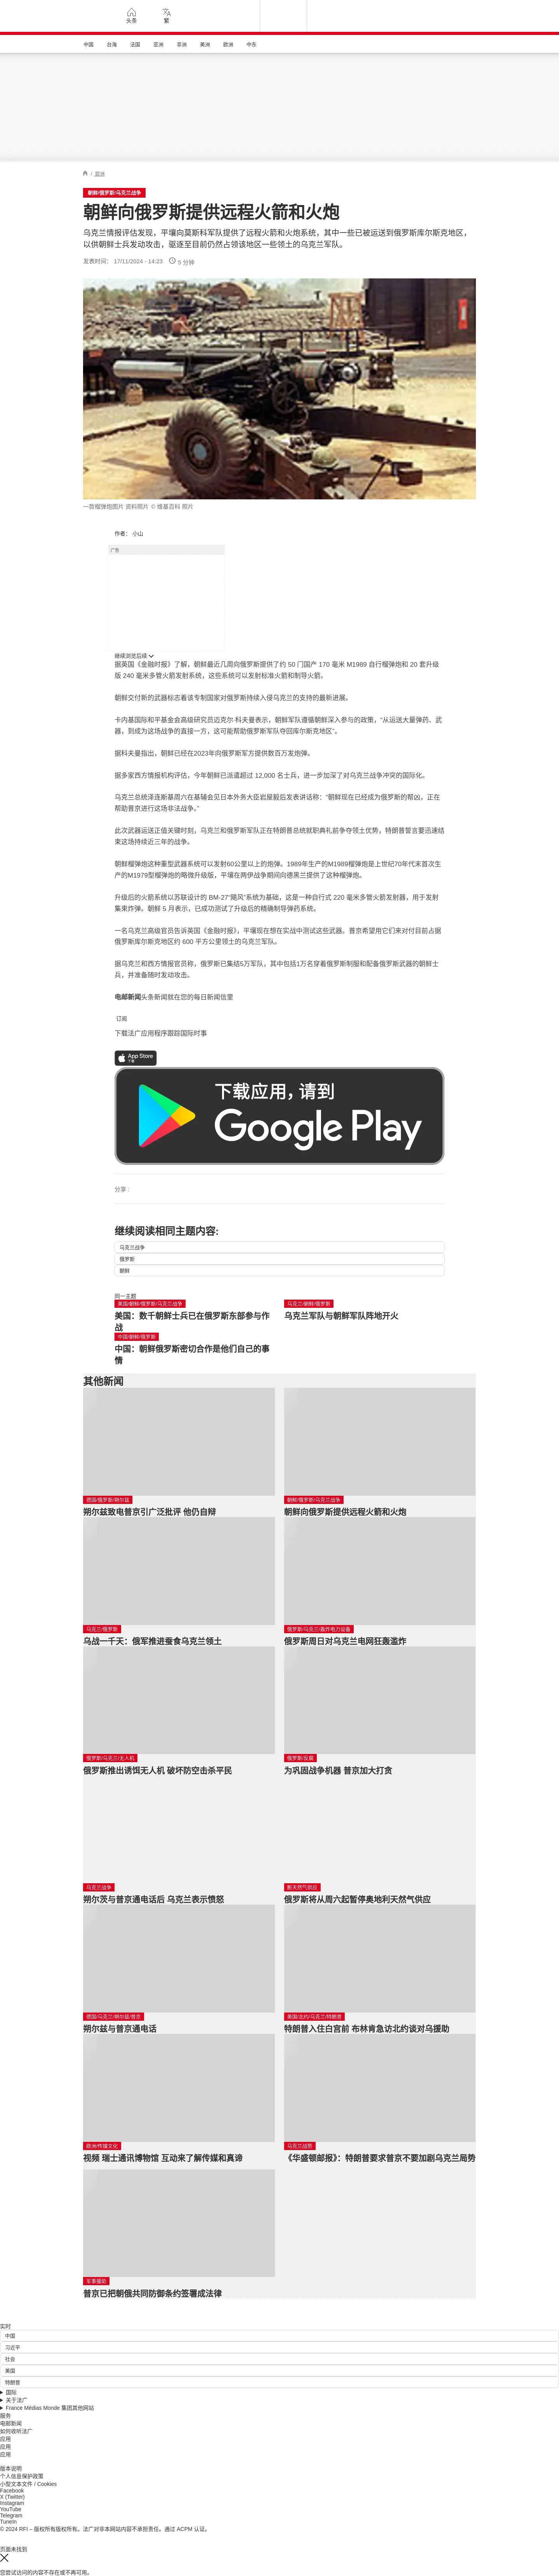 头条
繁
中国 台海 法国 亚洲 非洲 美洲 欧洲 中东
/ 欧洲
朝鲜/俄罗斯/乌克兰战争
朝鲜向俄罗斯提供远程火箭和火炮
乌克兰情报评估发现，平壤向莫斯科军队提供了远程火箭和火炮系统，其中一些已被运送到俄罗斯库尔斯克地区，
以供朝鲜士兵发动攻击，驱逐至目前仍然占领该地区一些领土的乌克兰军队。
发表时间： 17/11/2024 - 14:23 5 分钟
一款榴弹炮图片 资料照片 © 维基百科 照片
作者： 小山
广告
继续浏览后续
据英国《金融时报》了解，朝鲜最近几周向俄罗斯提供了约 50 门国产 170 毫米 M1989 自行榴弹炮和 20 套升级
版 240 毫米多管火箭发射系统，这些系统可以发射标准火箭和制导火箭。
朝鲜交付新的武器标志着该专制国家对俄罗斯持续入侵乌克兰的支持的最新进展。
卡内基国际和平基金会高级研究员迈克尔·科夫曼表示，朝鲜军队遵循朝鲜深入参与的政策，“从运送大量弹药、武
器，到成为这场战争的直接一方，这可能帮助俄罗斯军队夺回库尔斯克地区”。
据科夫曼指出，朝鲜已经在2023年向俄罗斯军方提供数百万发炮弹。
据多家西方情报机构评估，今年朝鲜已派遣超过 12,000 名士兵，进一步加深了对乌克兰战争冲突的国际化。
乌克兰总统泽连斯基周六在基辅会见日本外务大臣岩屋毅后发表讲话称：“朝鲜现在已经成为俄罗斯的帮凶，正在
帮助普京进行这场非法战争。”
此次武器运送正值关键时刻，乌克兰和俄罗斯军队正在特朗普总统就职典礼前争夺领土优势，特朗普誓言要迅速结
束这场持续近三年的战争。
朝鲜榴弹炮这种重型武器系统可以发射60公里以上的炮弹。1989年生产的M1989榴弹炮是上世纪70年代末首次生
产的M1979型榴弹炮的略微升级版，平壤在两伊战争期间向德黑兰提供了这种榴弹炮。
升级后的火箭系统以苏联设计的 BM-27“飓风”系统为基础，这是一种自行式 220 毫米多管火箭发射器，用于发射
集束炸弹。朝鲜 5 月表示，已成功测试了升级后的精确制导弹药系统。
一名乌克兰高级官员告诉英国《金融时报》，平壤现在想在实战中测试这些武器。普京希望用它们来对付目前占据
俄罗斯库尔斯克地区约 600 平方公里领土的乌克兰军队。
据乌克兰和西方情报官员称，俄罗斯已集结5万军队，其中包括1万名穿着俄罗斯制服和配备俄罗斯武器的朝鲜士
兵，并准备随时发动攻击。
电邮新闻头条新闻就在您的每日新闻信里
订阅
下载法广应用程序跟踪国际时事
App Store
下載
下载应用，请到
Google Play
分享 :
继续阅读相同主题内容:
乌克兰战争
俄罗斯
朝鲜
同一主题
美国/朝鲜/俄罗斯/乌克兰战争
美国：数千朝鲜士兵已在俄罗斯东部参与作
战
乌克兰/朝鲜/俄罗斯
乌克兰军队与朝鲜军队阵地开火
中国/朝鲜/俄罗斯
中国：朝鲜俄罗斯密切合作是他们自己的事
情
其他新闻
德国/俄罗斯/朔尔兹
朔尔兹致电普京引广泛批评 他仍自辩
朝鲜/俄罗斯/乌克兰战争
朝鲜向俄罗斯提供远程火箭和火炮
乌克兰/俄罗斯
乌战一千天：俄军推进蚕食乌克兰领土
俄罗斯/乌克兰/轰炸电力设备
俄罗斯周日对乌克兰电网狂轰滥炸
俄罗斯/乌克兰/无人机
俄罗斯推出诱饵无人机 破坏防空击杀平民
俄罗斯/反腐
为巩固战争机器 普京加大打贪
乌克兰战争
朔尔茨与普京通电话后 乌克兰表示愤怒
断天然气供应
俄罗斯将从周六起暂停奥地利天然气供应
德国/乌克兰/朔尔兹/普京
朔尔兹与普京通电话
美国/北约/乌克兰/特朗普
特朗普入住白宫前 布林肯急访北约谈对乌援助
欧洲/传媒文化
视频 瑞士通讯博物馆 互动来了解传媒和真谛
乌克兰战势
《华盛顿邮报》：特朗普要求普京不要加剧乌克兰局势
军事援助
普京已把朝俄共同防御条约签署成法律
实时
中国
习近平
社会
美国
特朗普
国际
关于法广
France Médias Monde 集团其他网站
服务
电邮新闻
如何收听法广
应用
应用
应用
版本说明
个人信息保护政策
小型文本文件 / Cookies
Facebook
X (Twitter)
Instagram
YouTube
Telegram
TuneIn
© 2024 RFI – 版权所有版权所有。法广对非本网站内容不承担责任。通过 ACPM 认证。
页面未找到
您尝试访问的内容不存在或不再可用。